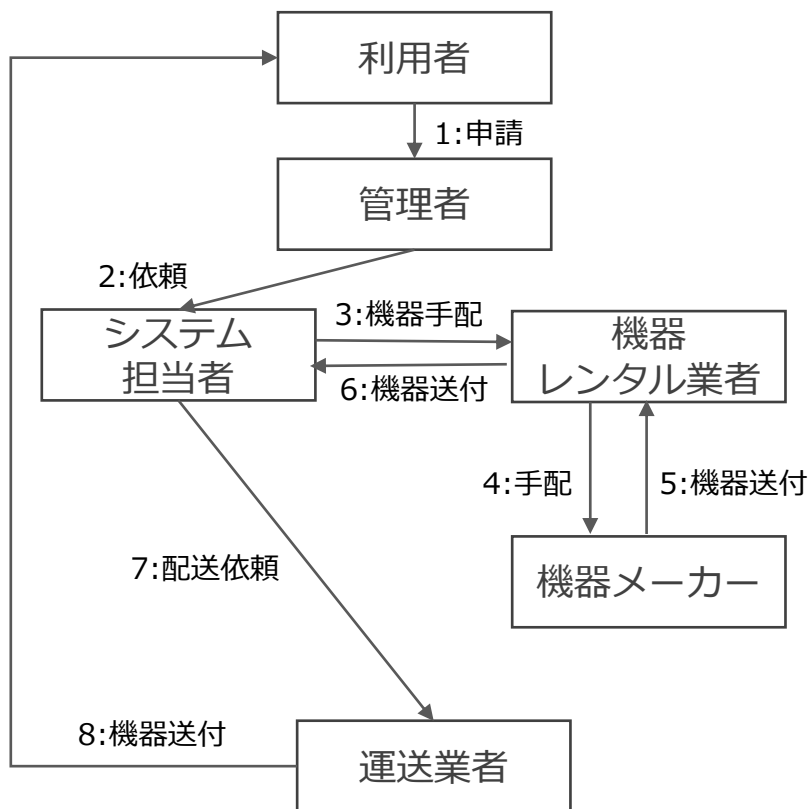 利用者
1:申請
管理者
2:依頼
システム
担当者
3:機器手配
機器
レンタル業者
6:機器送付
4:手配
5:機器送付
機器メーカー
7:配送依頼
8:機器送付
運送業者